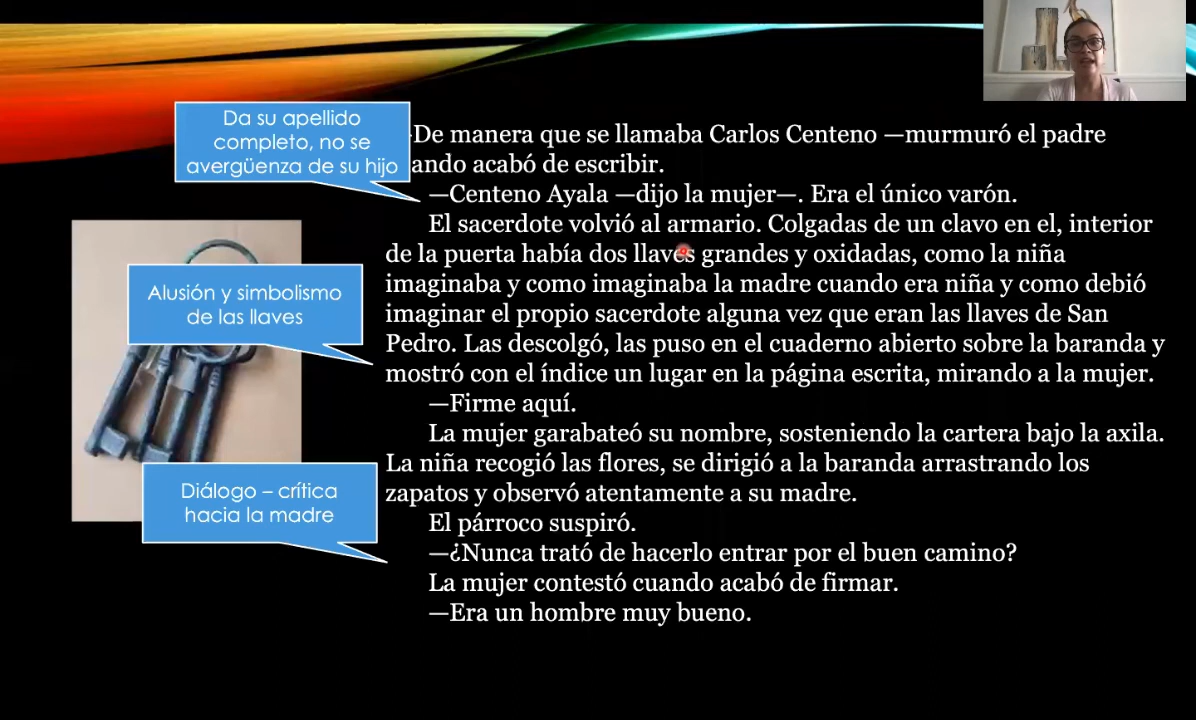 Da su apellido
completo, no se
avergüenza de su hijo
De manera que se llamaba Carlos Centeno —murmuró el padre
ando acabó de escribir.
—Centeno Ayala —dijo la mujer—. Era el único varón.
El sacerdote volvió al armario. Colgadas de un clavo en el, interior
de la puerta había dos llaves grandes y oxidadas, como la niña
imaginaba y como imaginaba la madre cuando era niña y como debió
imaginar el propio sacerdote alguna vez que eran las llaves de San
Pedro. Las descolgó, las puso en el cuaderno abierto sobre la baranda y
mostró con el índice un lugar en la página escrita, mirando a la mujer.
—Firme aquí.
La mujer garabateó su nombre, sosteniendo la cartera bajo la axila.
La niña recogió las flores, se dirigió a la baranda arrastrando los
zapatos y observó atentamente a su madre.
El párroco suspiró.
—¿Nunca trató de hacerlo entrar por el buen camino?
La mujer contestó cuando acabó de firmar.
—Era un hombre muy bueno.
Alusión y simbolismo
de las llaves
Diálogo – crítica
hacia la madre